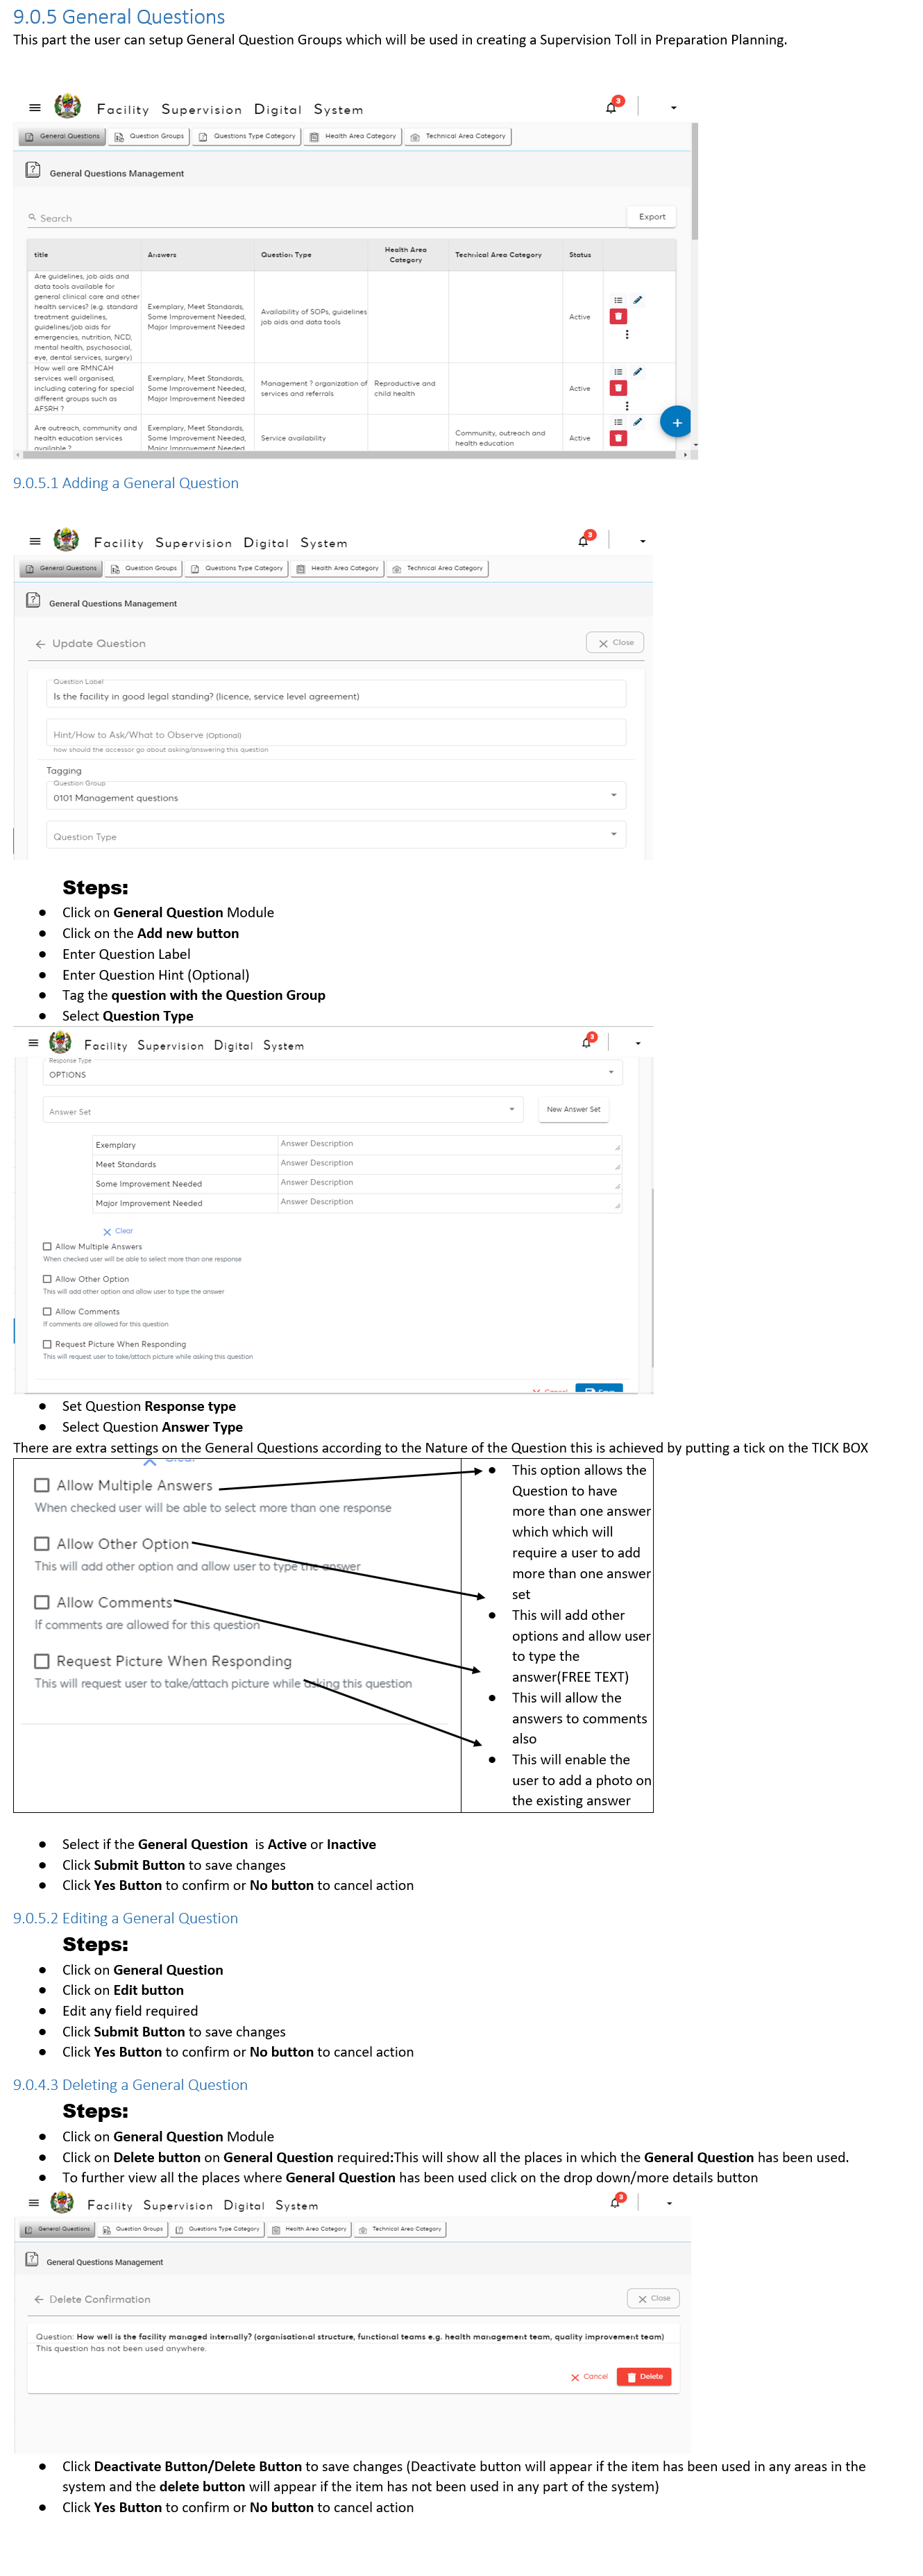 9.0.5 General Questions
This part the user can setup General Question Groups which will be used in creating a Supervision Toll in Preparation Planning.
Facility Supervision Digital System
3
General Questions
Question Groups
Questions Type Category
Health Area Category
Technical Area Category
General Questions Management
Search
Export
title
Answers
Question Type
Health Area
Category
Technical Area Category
Status
Are guidelines, job aids and
data tools available for
general clinical care and other
health services? (e.g. standard
treatment guidelines,
guidelines/job aids for
emergencies, nutrition, NCD,
mental health, psychosocial,
eye, dental services, surgery)
Exemplary, Meet Standards,
Some Improvement Needed,
Major Improvement Needed
Availability of SOPs, guidelines
job aids and data tools
Active
How well are RMNCAH
services well organised,
including catering for special
different groups such as
AFSRH ?
Exemplary, Meet Standards,
Some Improvement Needed,
Major Improvement Needed
Management ? organization of
services and referrals
Reproductive and
child health
Active
Are outreach, community and
health education services
available ?
Exemplary, Meet Standards,
Some Improvement Needed,
Major Improvement Needed
Service availability
Community, outreach and
health education
Active
+
9.0.5.1 Adding a General Question
Facility Supervision Digital System
3
General Questions
Question Groups
Questions Type Category
Health Area Category
Technical Area Category
General Questions Management
Update Question
Close
Question Label
Is the facility in good legal standing? (licence, service level agreement)
Hint/How to Ask/What to Observe (Optional)
how should the accessor go about asking/answering this question
Tagging
Question Group
0101 Management questions
Question Type
Steps:
● Click on General Question Module
● Click on the Add new button
● Enter Question Label
● Enter Question Hint (Optional)
● Tag the question with the Question Group
● Select Question Type
Facility Supervision Digital System
3
Response Type
OPTIONS
Answer Set
New Answer Set
Exemplary
Answer Description
Meet Standards
Answer Description
Some Improvement Needed
Answer Description
Major Improvement Needed
Answer Description
Clear
Allow Multiple Answers
When checked user will be able to select more than one response
Allow Other Option
This will add other option and allow user to type the answer
Allow Comments
If comments are allowed for this question
Request Picture When Responding
This will request user to take/attach picture while asking this question
Cancel
● Set Question Response type
● Select Question Answer Type
There are extra settings on the General Questions according to the Nature of the Question this is achieved by putting a tick on the TICK BOX
Clear
Allow Multiple Answers
When checked user will be able to select more than one response
Allow Other Option
This will add other option and allow user to type the answer
Allow Comments
If comments are allowed for this question
Request Picture When Responding
This will request user to take/attach picture while asking this question
● This option allows the
Question to have
more than one answer
which which will
require a user to add
more than one answer
set
● This will add other
options and allow user
to type the
answer(FREE TEXT)
● This will allow the
answers to comments
also
● This will enable the
user to add a photo on
the existing answer
● Select if the General Question is Active or Inactive
● Click Submit Button to save changes
● Click Yes Button to confirm or No button to cancel action
9.0.5.2 Editing a General Question
Steps:
● Click on General Question
● Click on Edit button
● Edit any field required
● Click Submit Button to save changes
● Click Yes Button to confirm or No button to cancel action
9.0.4.3 Deleting a General Question
Steps:
● Click on General Question Module
● Click on Delete button on General Question required:This will show all the places in which the General Question has been used.
● To further view all the places where General Question has been used click on the drop down/more details button
Facility Supervision Digital System
3
General Questions
Question Groups
Questions Type Category
Health Area Category
Technical Area Category
General Questions Management
Delete Confirmation
Close
Question: How well is the facility managed internally? (organisational structure, functional teams e.g. health management team, quality improvement team)
This question has not been used anywhere.
Cancel
Delete
● Click Deactivate Button/Delete Button to save changes (Deactivate button will appear if the item has been used in any areas in the
system and the delete button will appear if the item has not been used in any part of the system)
● Click Yes Button to confirm or No button to cancel action